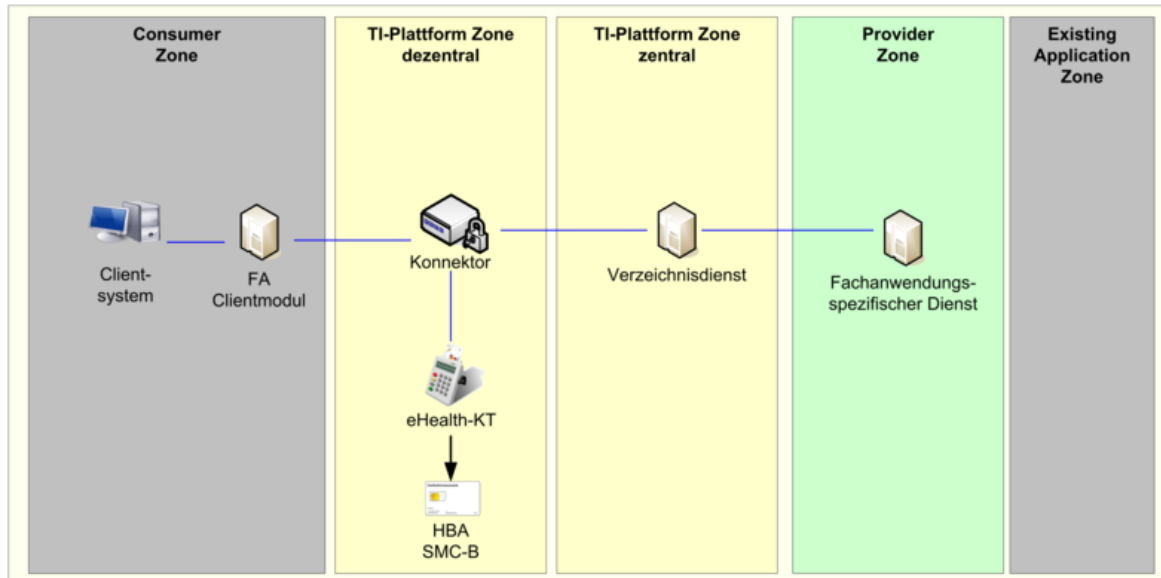 Consumer
Zone
TI-Plattform Zone
dezentral
TI-Plattform Zone
zentral
Provider
Zone
Existing
Application
Zone
Client-
system
FA
Clientmodul
Konnektor
Verzeichnisdienst
Fachanwendungs-
spezifischer Dienst
eHealth-KT
HBA
SMC-B